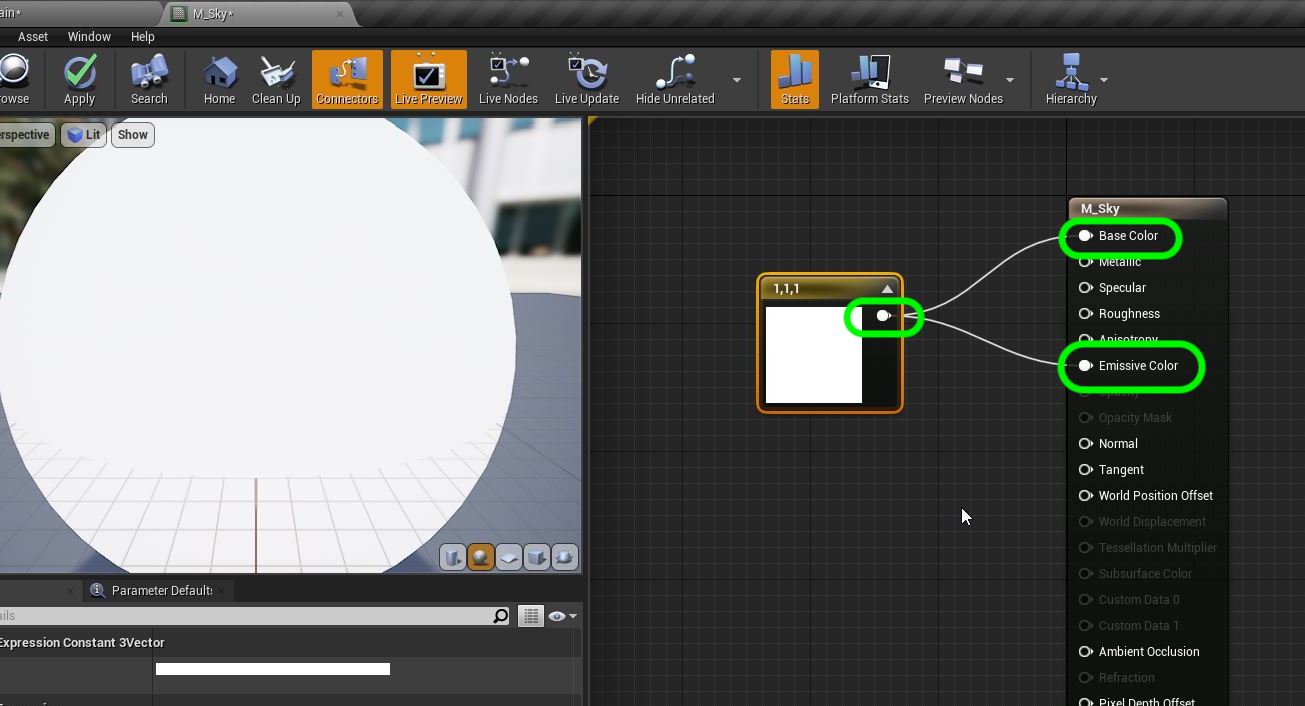 ain*
M_Sky*
Asset Window Help
owse Apply Search Home Clean Up Connectors Live Preview Live Nodes Live Update Hide Unrelated Stats Platform Stats Preview Nodes Hierarchy
erspective Lit Show
M_Sky
Base Color
Metallic
Specular
1,1,1
Roughness
Anisotropy
Emissive Color
Opacity
Opacity Mask
Normal
Tangent
World Position Offset
World Displacement
Tessellation Multiplier
Subsurface Color
Custom Data 0
Custom Data 1
Ambient Occlusion
Refraction
Pixel Depth Offset
Parameter Default
ails
Expression Constant 3Vector